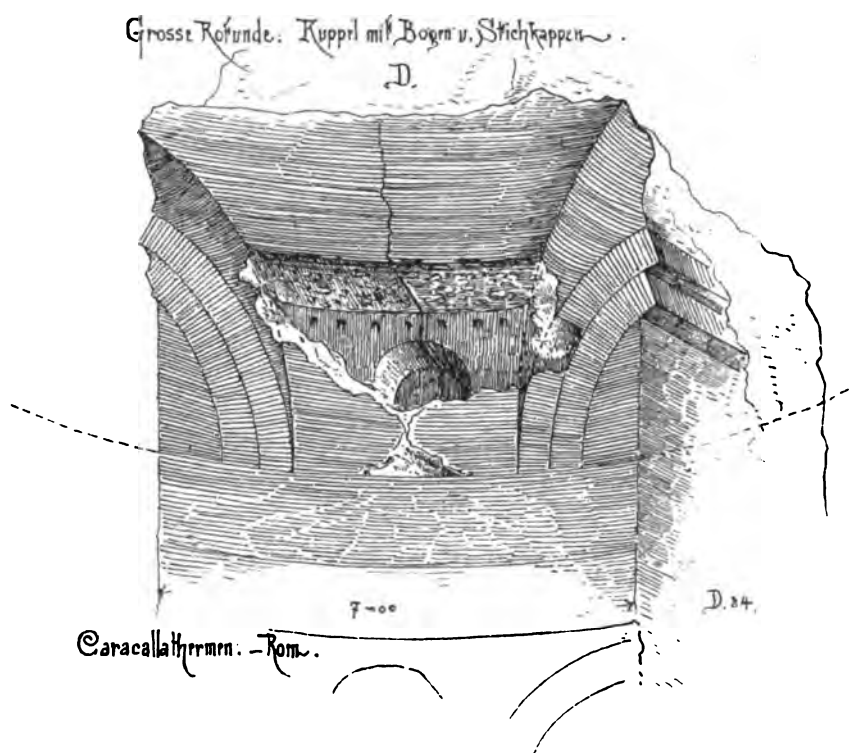 Grosse Rotunde. Kuppel mit Bogen u. Stichkappen.
D.
7-00
D. 84.
Caracallathermen. - Rom.